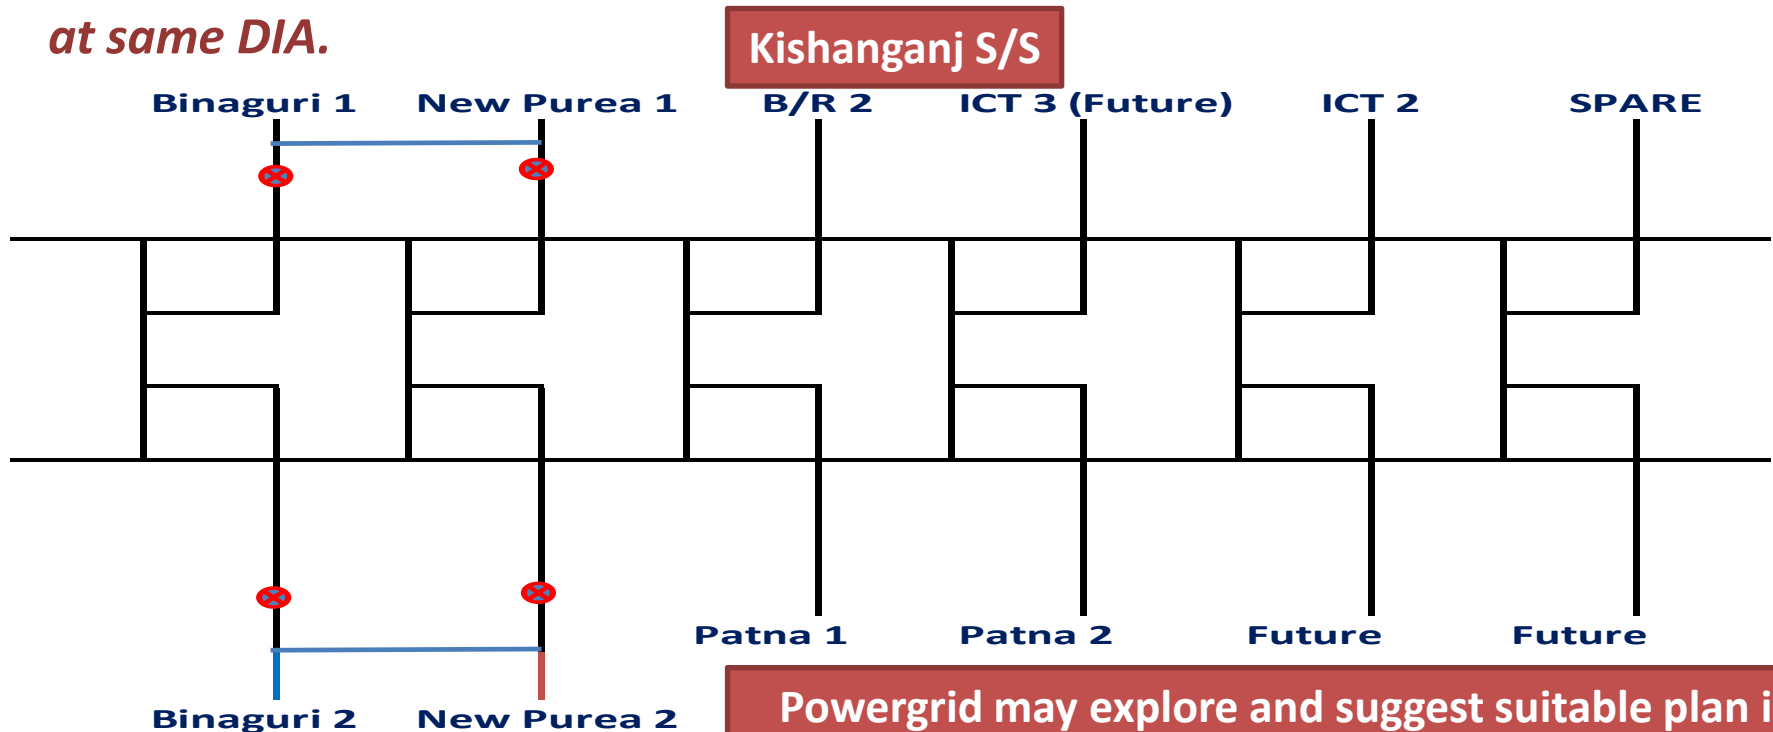 at same DIA.
Kishanganj S/S
Binaguri 1 New Purea 1 B/R 2 ICT 3 (Future) ICT 2 SPARE
Patna 1 Patna 2 Future Future
Binaguri 2 New Purea 2
Powergrid may explore and suggest suitable plan i